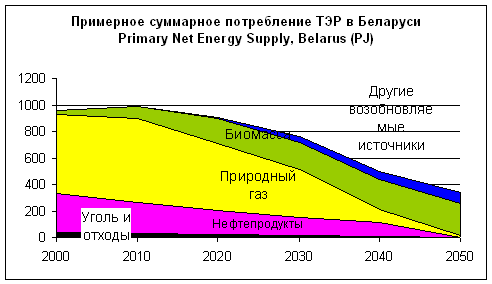 Примерное суммарное потребление ТЭР в Беларуси
Primary Net Energy Supply, Belarus (PJ)
1200
1000
800
600
400
200
0
Другие
возобновляе
мые
источники
Биомасса
Природный
газ
Нефтепродукты
Уголь и
отходы
2000 2010 2020 2030 2040 2050